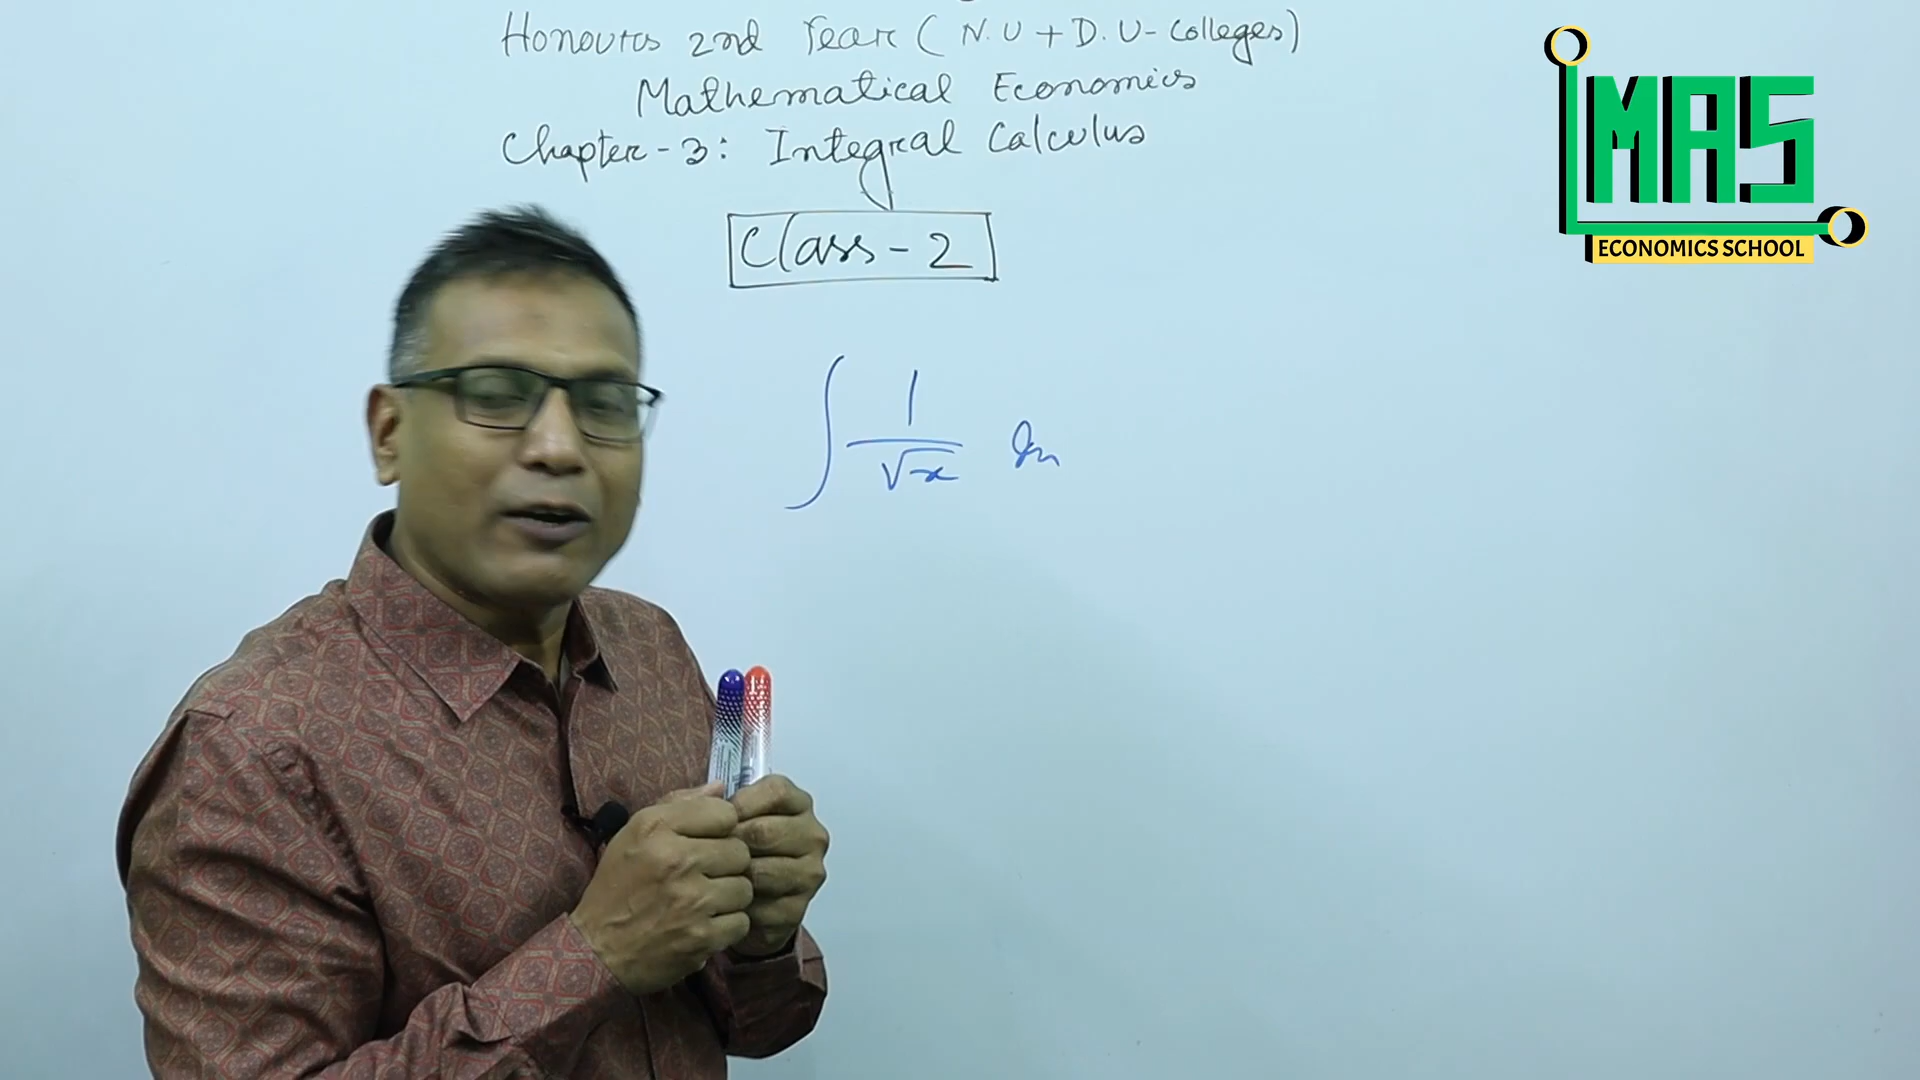 Honours 2nd Year (N.U + D.U - Colleges)
Mathematical Economics
Chapter - 3: Integral Calculus
Class - 2
∫ 1/√x dx
MAS
ECONOMICS SCHOOL